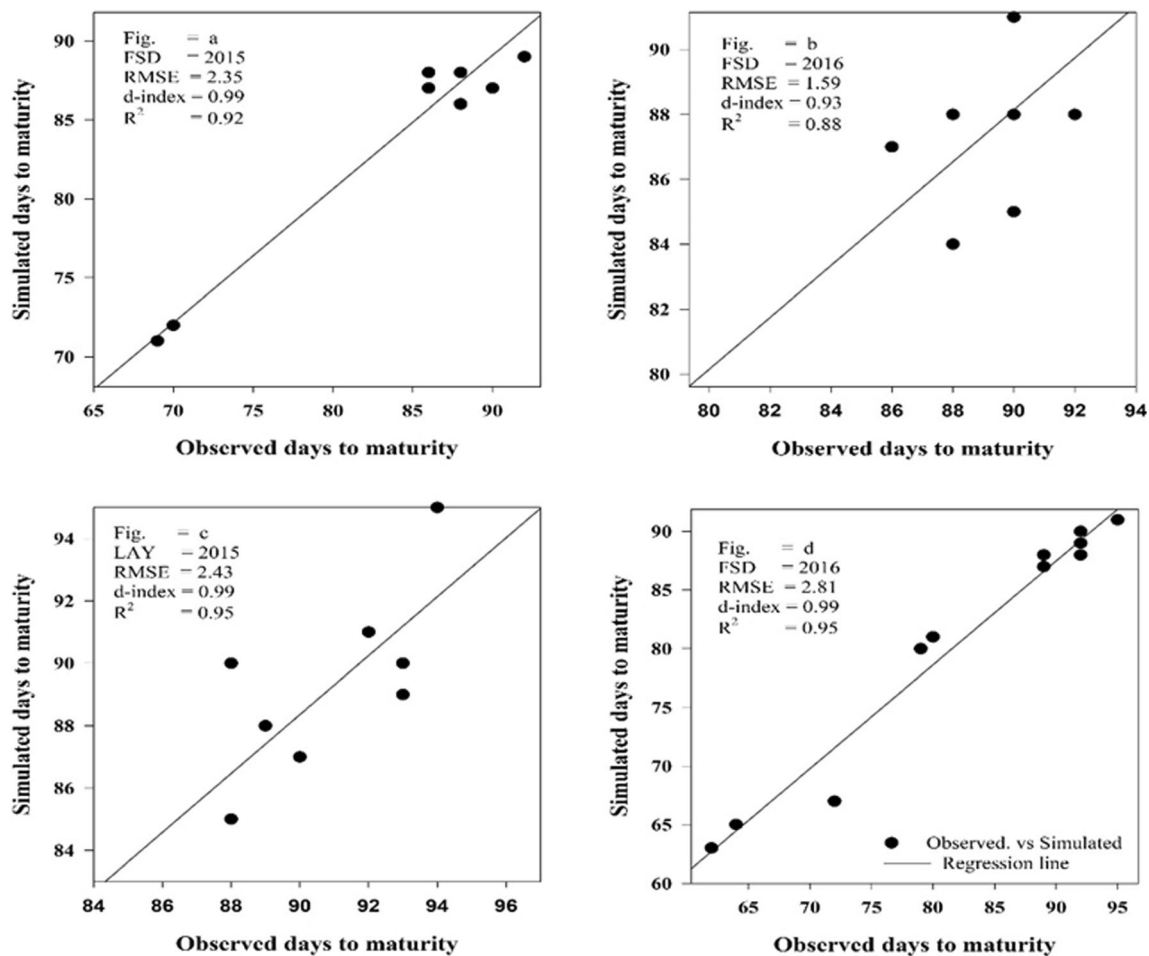 Fig. = a
FSD = 2015
RMSE = 2.35
d-index = 0.99
R² = 0.92
90
85
80
75
70
65 70 75 80 85 90
Simulated days to maturity
Observed days to maturity
Fig. = b
FSD = 2016
RMSE = 1.59
d-index = 0.93
R² = 0.88
90
88
86
84
82
80
80 82 84 86 88 90 92 94
Simulated days to maturity
Observed days to maturity
Fig. = c
LAY = 2015
RMSE = 2.43
d-index = 0.99
R² = 0.95
94
92
90
88
86
84
84 86 88 90 92 94 96
Simulated days to maturity
Observed days to maturity
Fig. = d
FSD = 2016
RMSE = 2.81
d-index = 0.99
R² = 0.95
90
85
80
75
70
65
60
Observed. vs Simulated
Regression line
65 70 75 80 85 90 95
Simulated days to maturity
Observed days to maturity